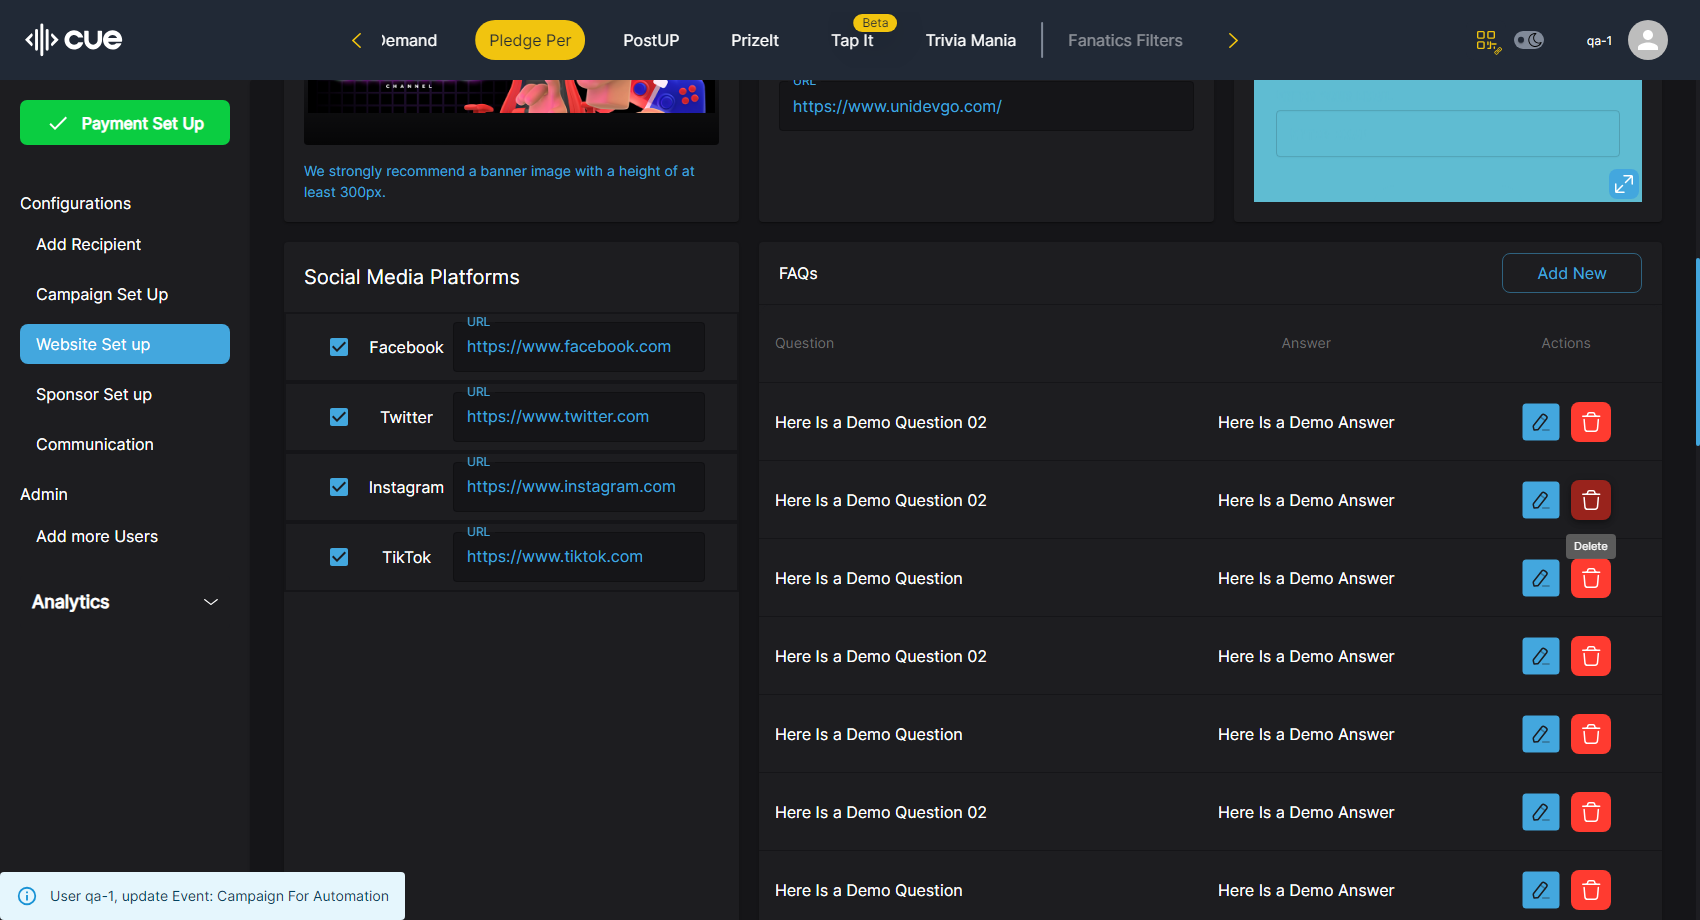 cue
Demand
Pledge Per
PostUP
PrizeIt
Beta
Tap It
Trivia Mania
Fanatics Filters
qa-1
Payment Set Up
Configurations
Add Recipient
Campaign Set Up
Website Set up
Sponsor Set up
Communication
Admin
Add more Users
Analytics
CHANNEL
We strongly recommend a banner image with a height of at
least 300px.
URL
https://www.unidevgo.com/
Social Media Platforms
Facebook
URL
https://www.facebook.com
Twitter
URL
https://www.twitter.com
Instagram
URL
https://www.instagram.com
TikTok
URL
https://www.tiktok.com
FAQs
Add New
Question Answer Actions
Here Is a Demo Question 02 Here Is a Demo Answer
Here Is a Demo Question 02 Here Is a Demo Answer
Delete
Here Is a Demo Question Here Is a Demo Answer
Here Is a Demo Question 02 Here Is a Demo Answer
Here Is a Demo Question Here Is a Demo Answer
Here Is a Demo Question 02 Here Is a Demo Answer
Here Is a Demo Question Here Is a Demo Answer
User qa-1, update Event: Campaign For Automation